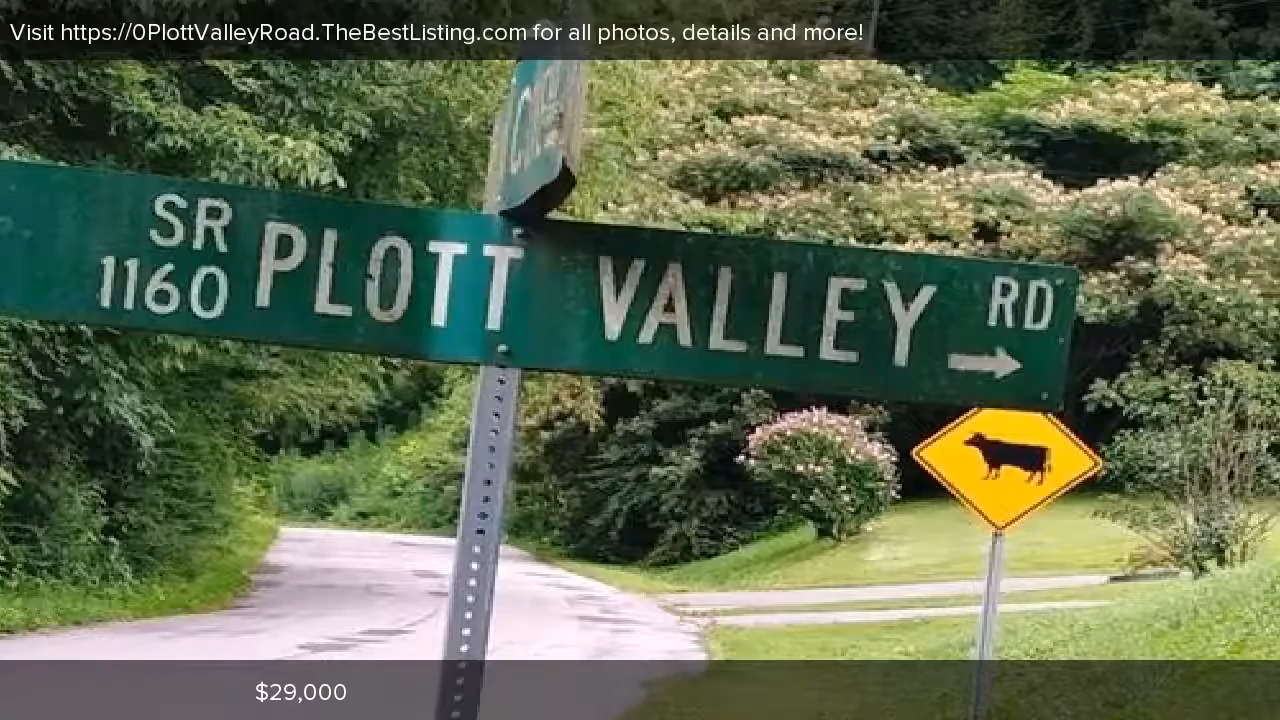 Visit https://0PlottValleyRoad.TheBestListing.com for all photos, details and more!
SR 1160 PLOTT VALLEY RD
$29,000